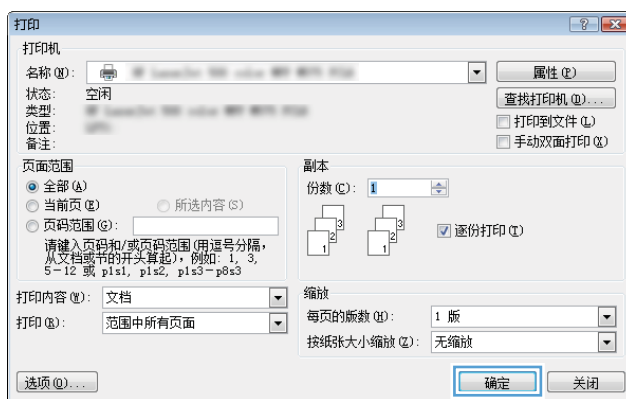 打印
打印机
名称(N):
属性(P)
状态: 空闲
查找打印机(D)...
类型:
位置:
打印到文件(L)
备注:
手动双面打印(X)
页面范围
副本
全部(A)
份数(C): 1
当前页(E) 所选内容(S)
页码范围(G):
请键入页码和/或页码范围(用逗号分隔，
从文档或节的开头算起)，例如: 1, 3,
5-12 或 p1s1, p1s2, p1s3-p8s3
3 3
2 2
1 1
逐份打印(T)
打印内容(W): 文档
缩放
打印(R): 范围中所有页面
每页的版数(H): 1 版
按纸张大小缩放(Z): 无缩放
选项(O)...
确定
关闭